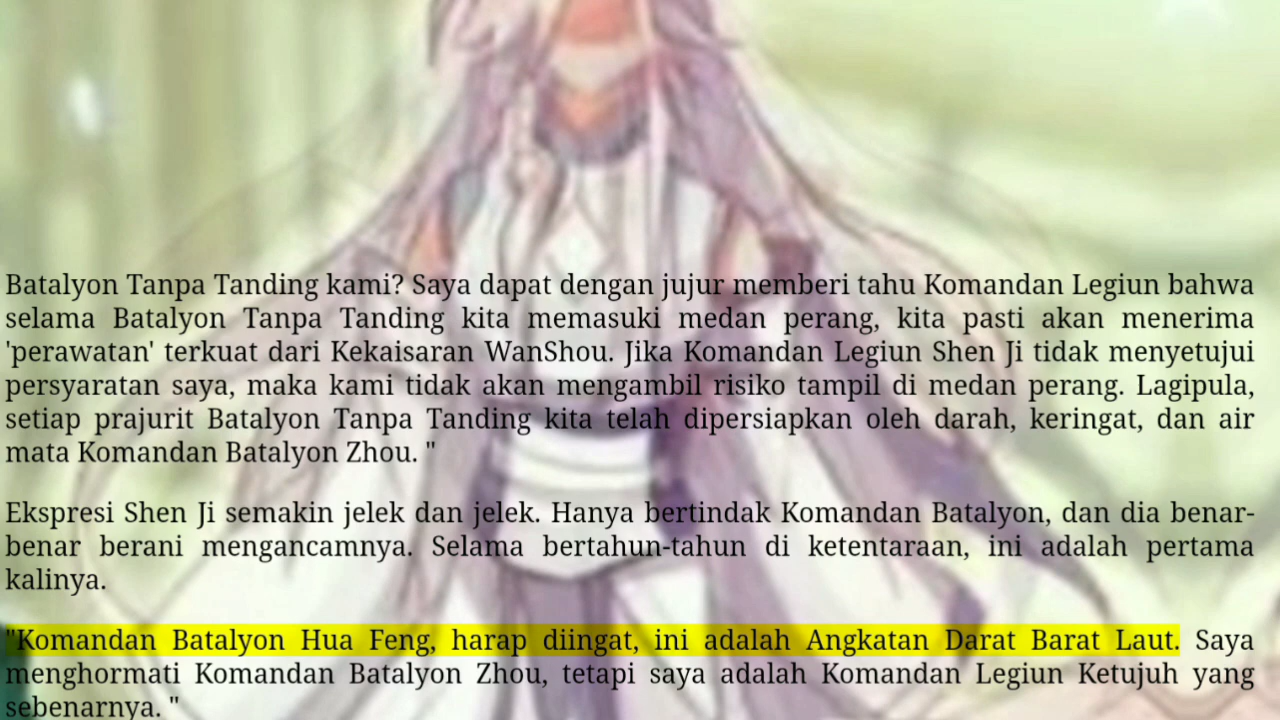 Batalyon Tanpa Tanding kami? Saya dapat dengan jujur memberi tahu Komandan Legiun bahwa
selama Batalyon Tanpa Tanding kita memasuki medan perang, kita pasti akan menerima
'perawatan' terkuat dari Kekaisaran WanShou. Jika Komandan Legiun Shen Ji tidak menyetujui
persyaratan saya, maka kami tidak akan mengambil risiko tampil di medan perang. Lagipula,
setiap prajurit Batalyon Tanpa Tanding kita telah dipersiapkan oleh darah, keringat, dan air
mata Komandan Batalyon Zhou. "
Ekspresi Shen Ji semakin jelek dan jelek. Hanya bertindak Komandan Batalyon, dan dia benar-
benar berani mengancamnya. Selama bertahun-tahun di ketentaraan, ini adalah pertama
kalinya.
"Komandan Batalyon Hua Feng, harap diingat, ini adalah Angkatan Darat Barat Laut. Saya
menghormati Komandan Batalyon Zhou, tetapi saya adalah Komandan Legiun Ketujuh yang
sebenarnya. "